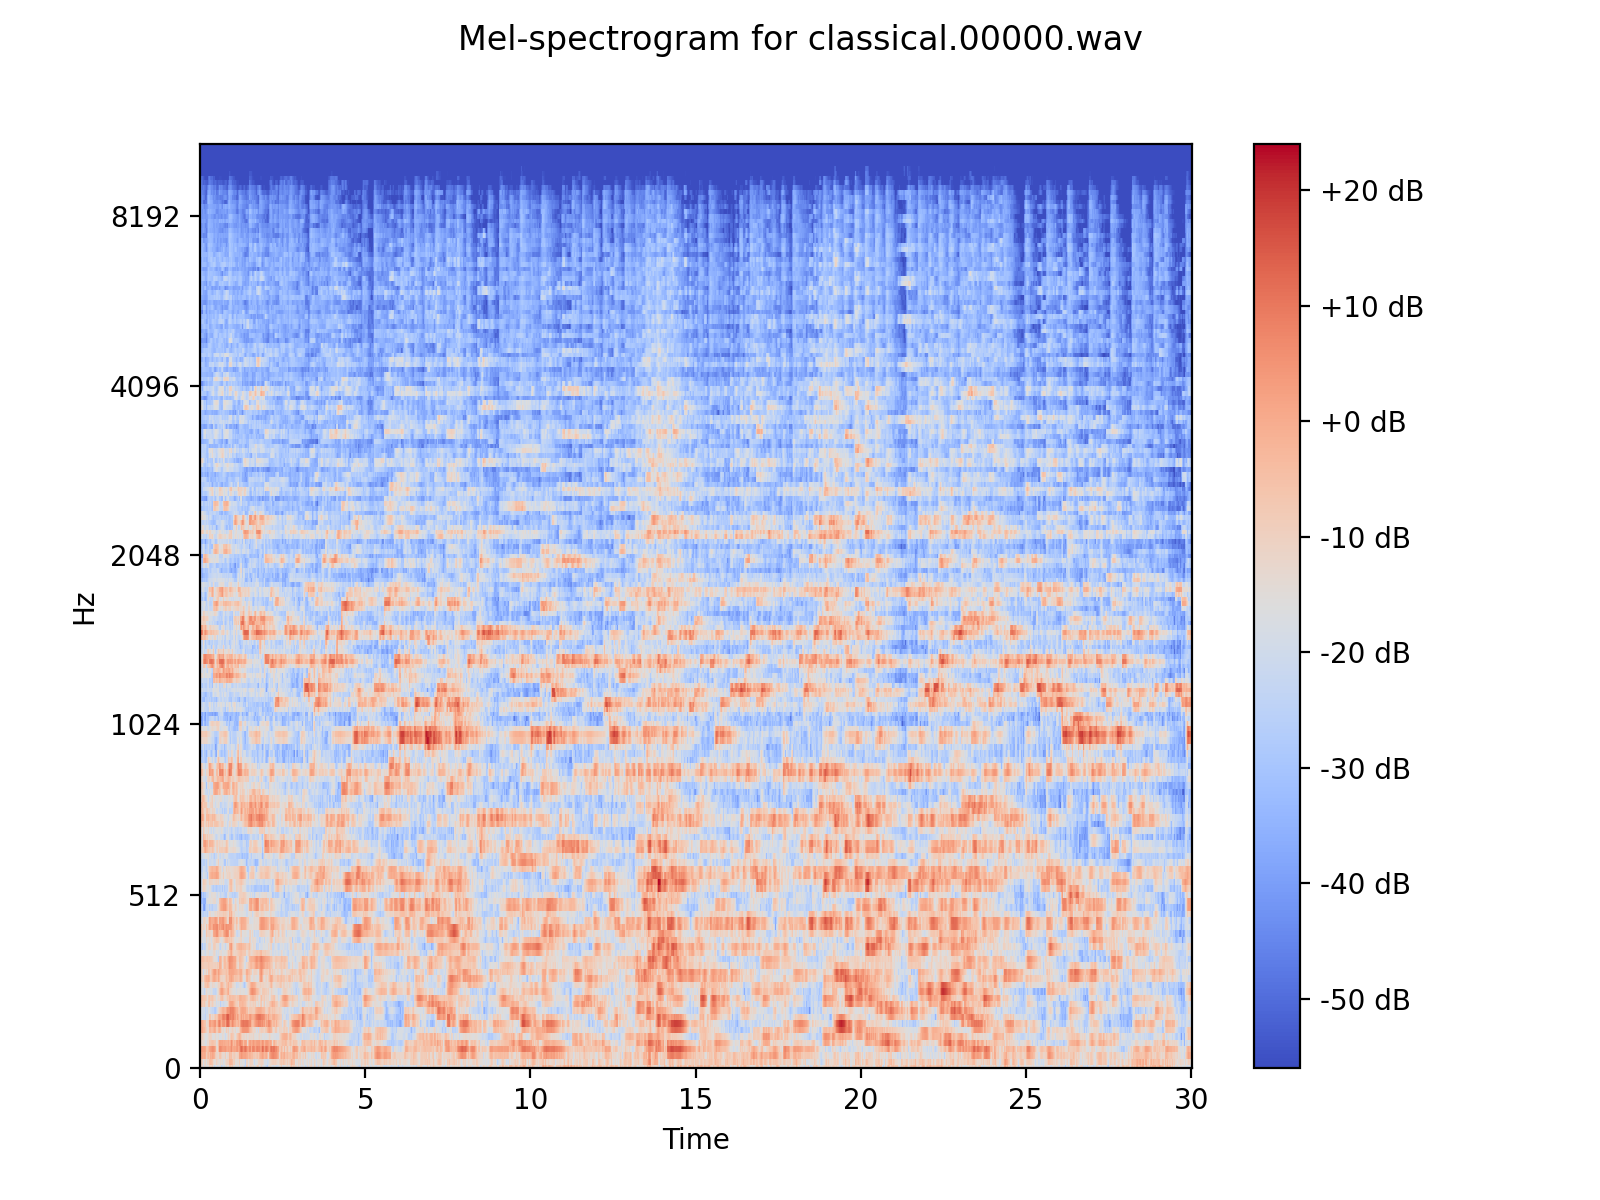 Mel-spectrogram for classical.00000.wav
8192
4096
2048
1024
512
0
Hz
0 5 10 15 20 25 30
Time
+20 dB
+10 dB
+0 dB
-10 dB
-20 dB
-30 dB
-40 dB
-50 dB